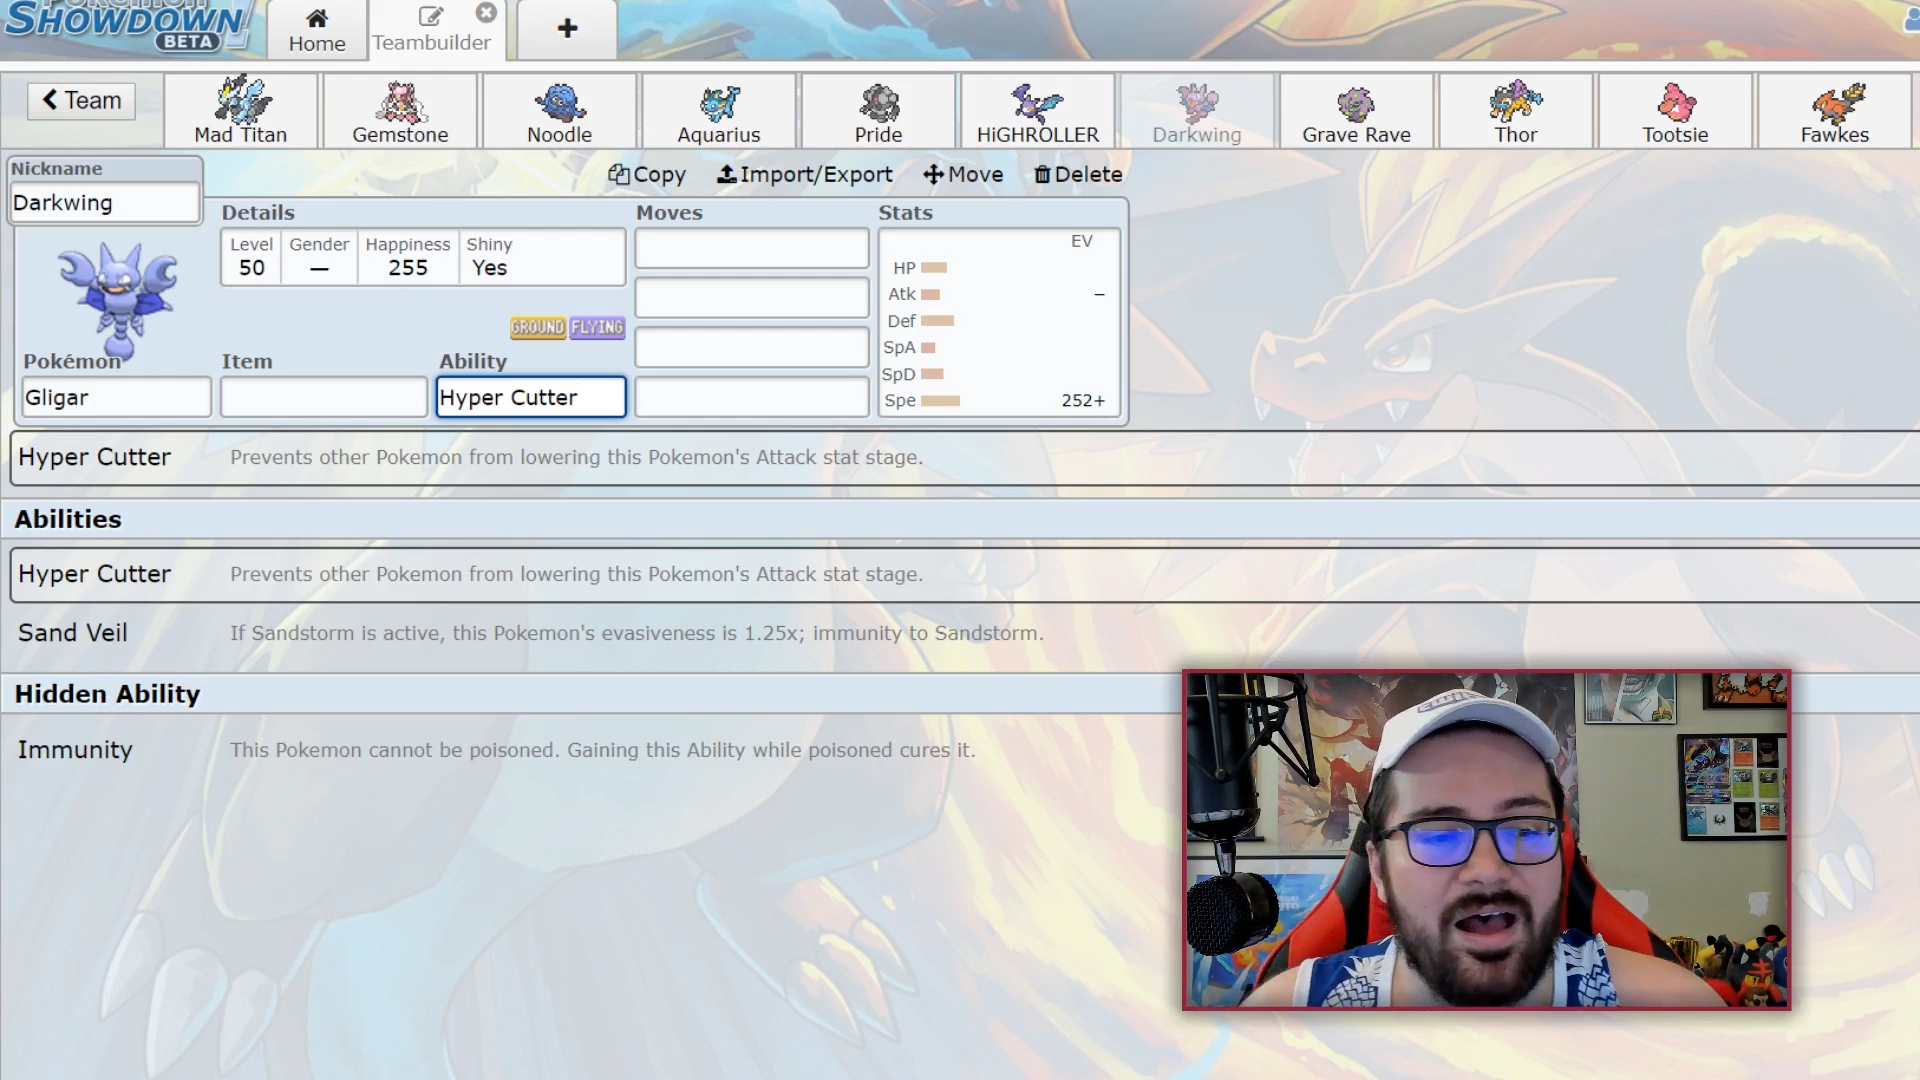 Pokémon
SHOWDOWN
BETA
Home
Teambuilder
+
Team
Mad Titan
Gemstone
Noodle
Aquarius
Pride
HiGHROLLER
Darkwing
Grave Rave
Thor
Tootsie
Fawkes
Nickname
Darkwing
Copy
Import/Export
Move
Delete
Details
Moves
Stats
Level
Gender
Happiness
Shiny
50
—
255
Yes
EV
HP
Atk –
Def
SpA
SpD
Spe 252+
GROUND FLYING
Pokémon
Item
Ability
Gligar
Hyper Cutter
Hyper Cutter Prevents other Pokemon from lowering this Pokemon's Attack stat stage.
Abilities
Hyper Cutter Prevents other Pokemon from lowering this Pokemon's Attack stat stage.
Sand Veil If Sandstorm is active, this Pokemon's evasiveness is 1.25x; immunity to Sandstorm.
Hidden Ability
Immunity This Pokemon cannot be poisoned. Gaining this Ability while poisoned cures it.